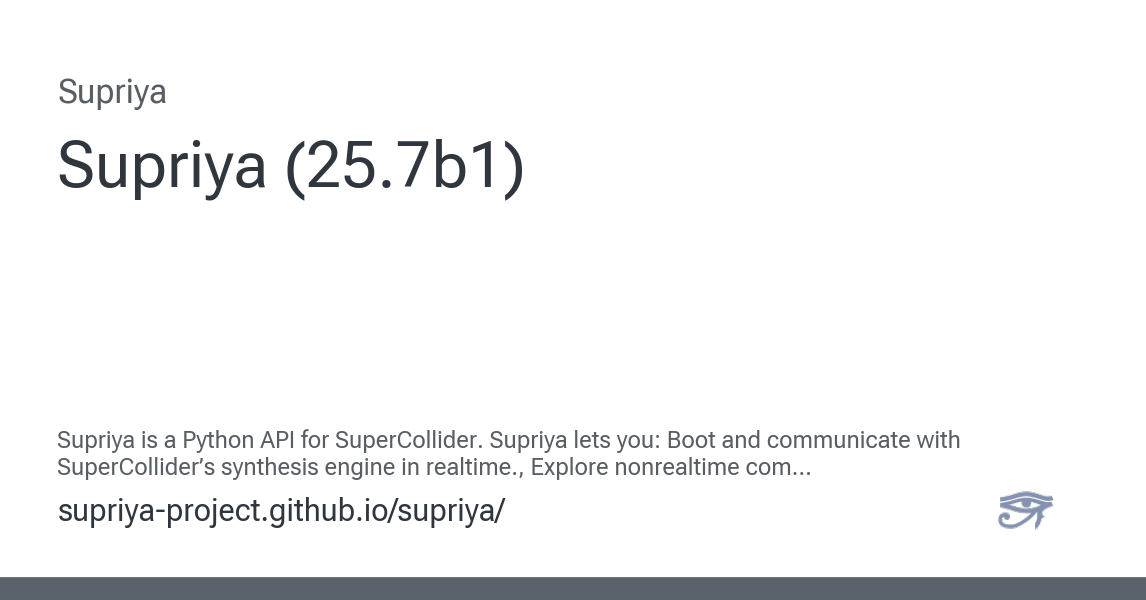 Supriya
Supriya (25.7b1)
Supriya is a Python API for SuperCollider. Supriya lets you: Boot and communicate with
SuperCollider’s synthesis engine in realtime., Explore nonrealtime com...
supriya-project.github.io/supriya/